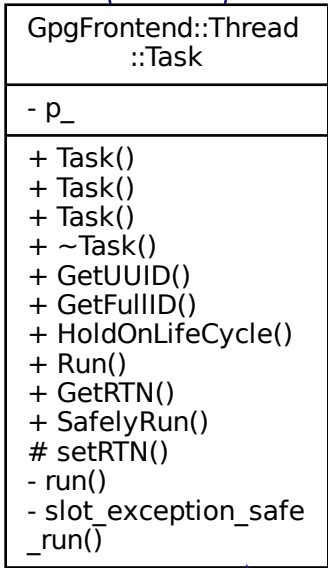 GpgFrontend::Thread
::Task
- p_
+ Task()
+ Task()
+ Task()
+ ~Task()
+ GetUUID()
+ GetFullID()
+ HoldOnLifeCycle()
+ Run()
+ GetRTN()
+ SafelyRun()
# setRTN()
- run()
- slot_exception_safe
_run()